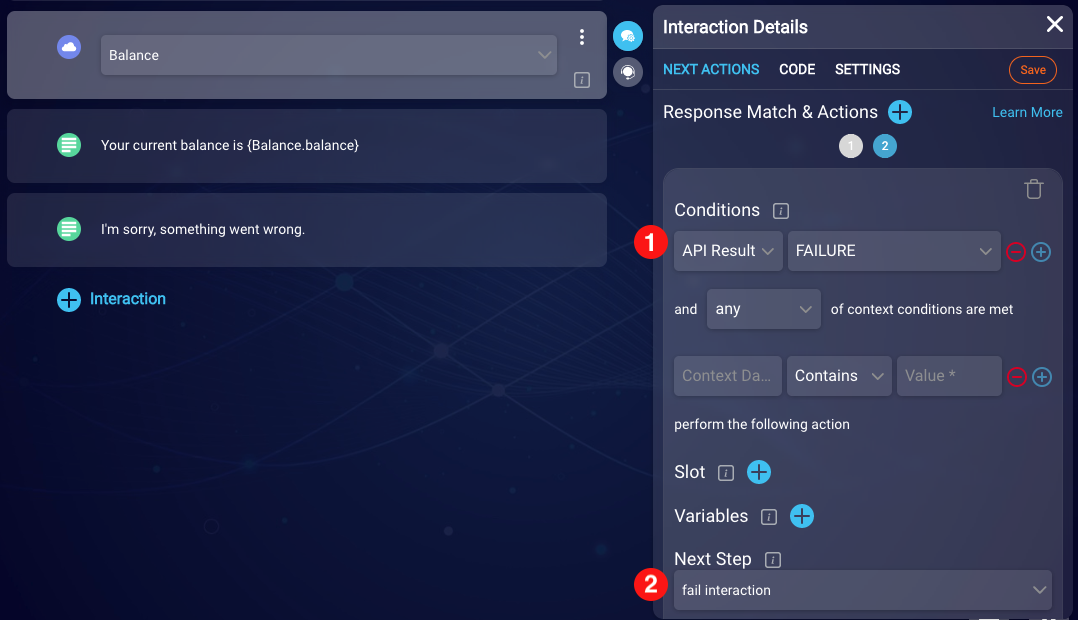 Balance
Your current balance is {Balance.balance}
I'm sorry, something went wrong.
Interaction
Interaction Details
NEXT ACTIONS CODE SETTINGS Save
Response Match & Actions Learn More
1 2
Conditions i
1 API Result FAILURE
and any of context conditions are met
Context Da... Contains Value *
perform the following action
Slot i
Variables i
Next Step i
2 fail interaction